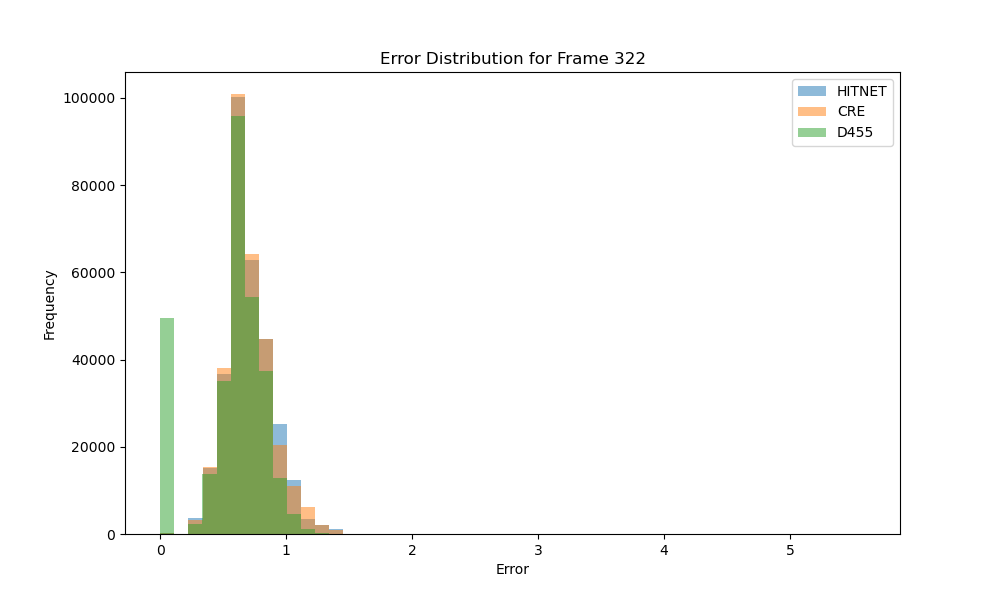 Error Distribution for Frame 322
HITNET
CRE
D455
100000
80000
60000
40000
20000
0
Frequency
0 1 2 3 4 5
Error